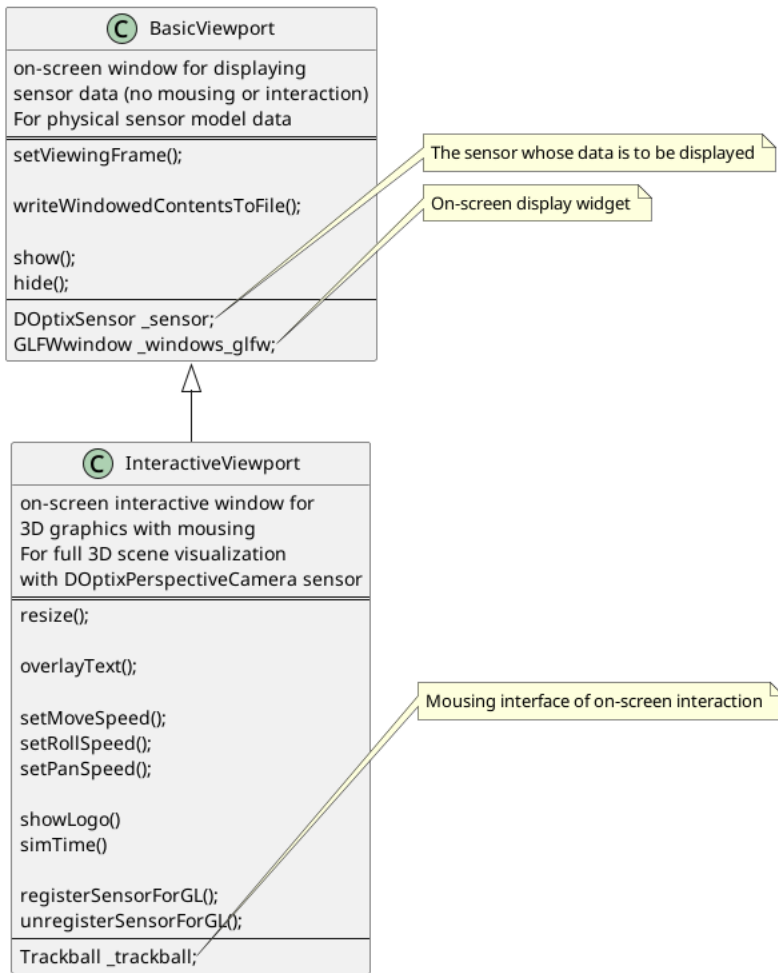 C BasicViewport
on-screen window for displaying
sensor data (no mousing or interaction)
For physical sensor model data
setViewingFrame();
The sensor whose data is to be displayed
On-screen display widget
writeWindowedContentsToFile();
show();
hide();
DOptixSensor _sensor;
GLFWwindow _windows_glfw;
C InteractiveViewport
on-screen interactive window for
3D graphics with mousing
For full 3D scene visualization
with DOptixPerspectiveCamera sensor
resize();
overlayText();
Mousing interface of on-screen interaction
setMoveSpeed();
setRollSpeed();
setPanSpeed();
showLogo()
simTime()
registerSensorForGL();
unregisterSensorForGL();
Trackball _trackball;